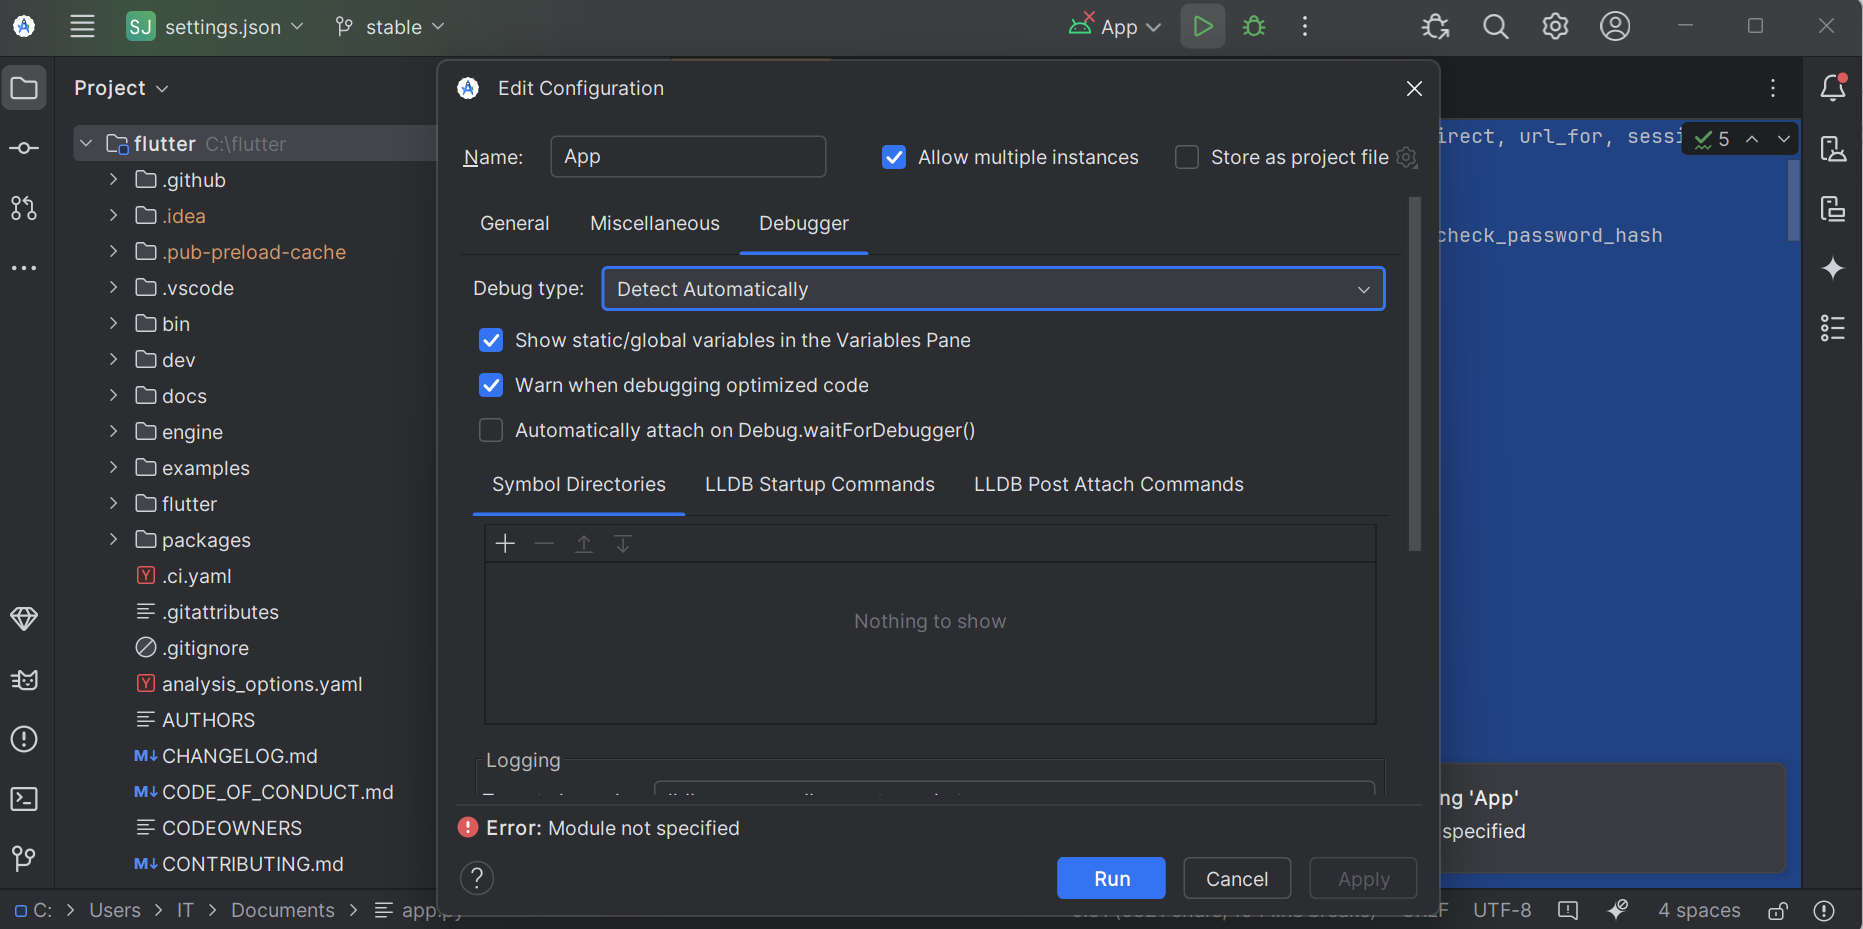 SJ settings.json stable App
Project
flutter C:\flutter
.github
.idea
.pub-preload-cache
.vscode
bin
dev
docs
engine
examples
flutter
packages
.ci.yaml
.gitattributes
.gitignore
analysis_options.yaml
AUTHORS
CHANGELOG.md
CODE_OF_CONDUCT.md
CODEOWNERS
CONTRIBUTING.md
Edit Configuration
Name: App Allow multiple instances Store as project file
General Miscellaneous Debugger
Debug type: Detect Automatically
Show static/global variables in the Variables Pane
Warn when debugging optimized code
Automatically attach on Debug.waitForDebugger()
Symbol Directories LLDB Startup Commands LLDB Post Attach Commands
Nothing to show
Logging
Error: Module not specified
? Run Cancel Apply
irect, url_for, sessi
5
check_password_hash
ng 'App'
specified
C: > Users > IT > Documents > app.py
UTF-8 4 spaces